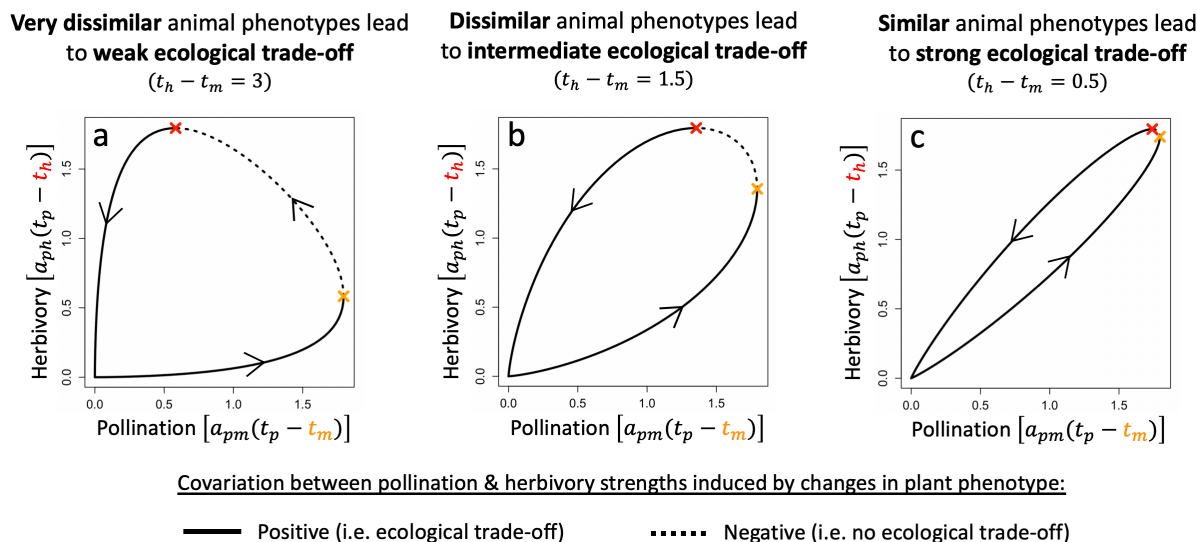 Very dissimilar animal phenotypes lead
to weak ecological trade-off
(t_h − t_m = 3)
Dissimilar animal phenotypes lead
to intermediate ecological trade-off
(t_h − t_m = 1.5)
Similar animal phenotypes lead
to strong ecological trade-off
(t_h − t_m = 0.5)
a
Herbivory [a_ph(t_p − t_h)]
1.5
1.0
0.5
0.0
0.0 0.5 1.0 1.5
Pollination [a_pm(t_p − t_m)]
b
Herbivory [a_ph(t_p − t_h)]
1.5
1.0
0.5
0.0
0.0 0.5 1.0 1.5
Pollination [a_pm(t_p − t_m)]
c
Herbivory [a_ph(t_p − t_h)]
1.5
1.0
0.5
0.0
0.0 0.5 1.0 1.5
Pollination [a_pm(t_p − t_m)]
Covariation between pollination & herbivory strengths induced by changes in plant phenotype:
Positive (i.e. ecological trade-off)
Negative (i.e. no ecological trade-off)